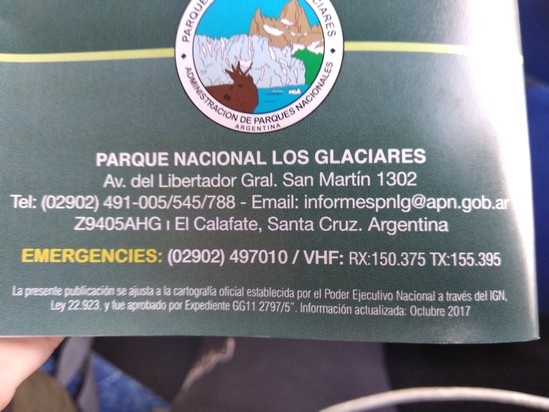 PARQUE GLACIARES
ADMINISTRACION DE PARQUES NACIONALES
ARGENTINA
PARQUE NACIONAL LOS GLACIARES
Av. del Libertador Gral. San Martín 1302
Tel: (02902) 491-005/545/788 - Email: informespnlg@apn.gob.ar
Z9405AHG ı El Calafate, Santa Cruz. Argentina
EMERGENCIES: (02902) 497010 / VHF: RX:150.375 TX:155.395
La presente publicación se ajusta a la cartografía oficial establecida por el Poder Ejecutivo Nacional a través del IGN,
Ley 22.923, y fue aprobado por Expediente GG11 2797/5". Información actualizada: Octubre 2017